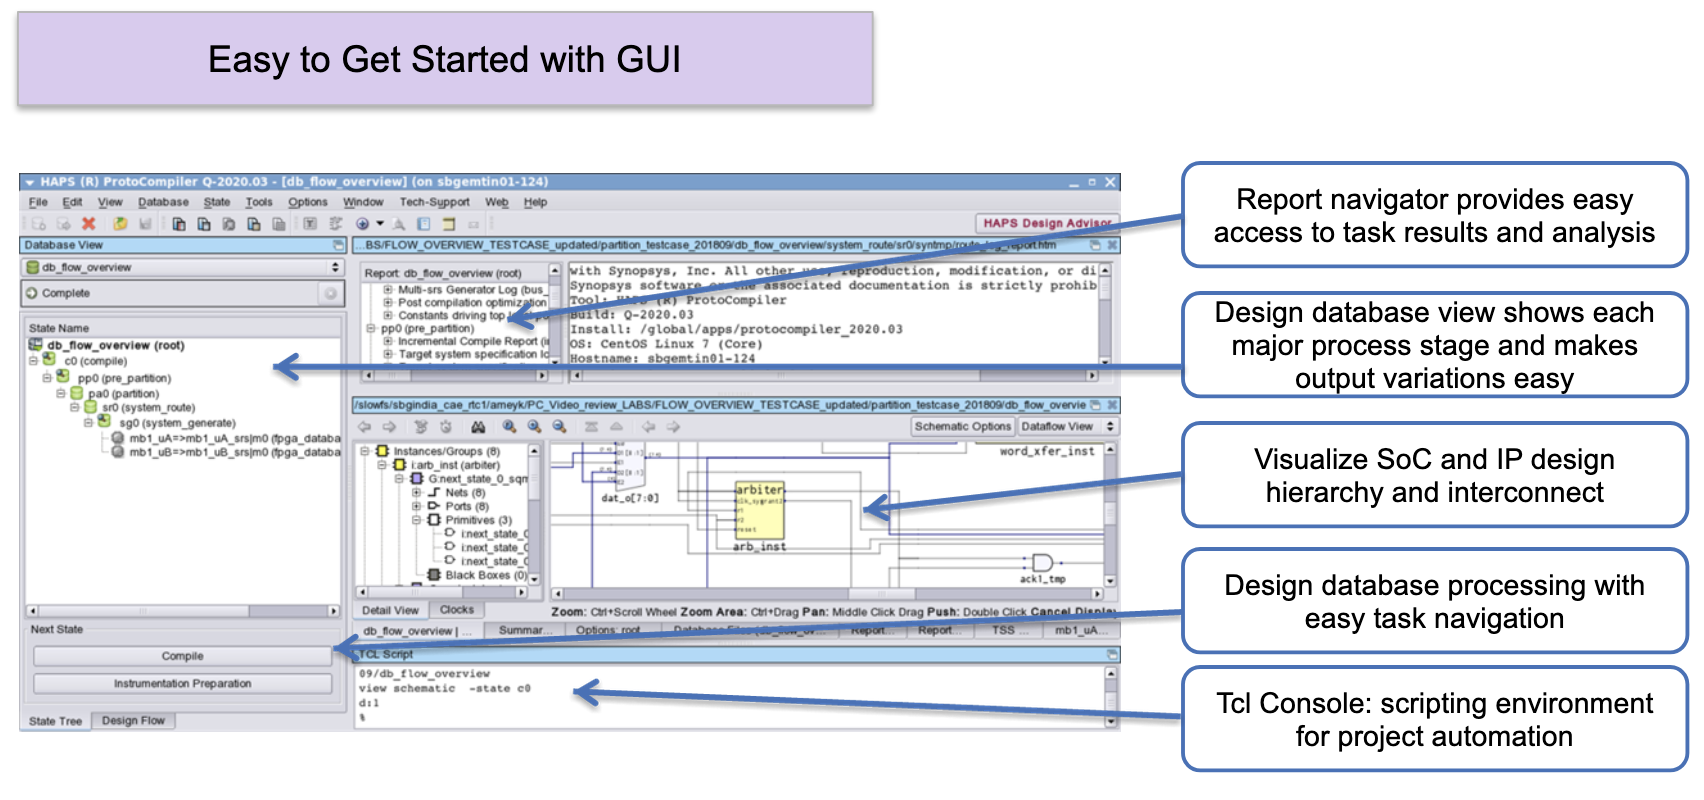 Easy to Get Started with GUI
HAPS (R) ProtoCompiler Q-2020.03 - [db_flow_overview] (on sbgemtin01-124)
File Edit View Database State Tools Options Window Tech-Support Web Help
HAPS Design Advisor
Database View
db_flow_overview
Complete
State Name
db_flow_overview (root)
c0 (compile)
pp0 (pre_partition)
pa0 (partition)
sr0 (system_route)
sg0 (system_generate)
mb1_uA=>mb1_uA_srs|m0 (fpga_databa
mb1_uB=>mb1_uB_srs|m0 (fpga_databa
Next State
Compile
Instrumentation Preparation
State Tree Design Flow
...BS/FLOW_OVERVIEW_TESTCASE_updated/partition_testcase_201809/db_flow_overview/system_route/sr0/syntmp/route_log_report.htm
Report: db_flow_overview (root)
Multi-srs Generator Log (bus_
Post compilation optimization
Constants driving top
pp0 (pre_partition)
Incremental Compile Report (i
Target system specification lo
with Synopsys, Inc. All other use, reproduction, modification, or di
Synopsys software or the associated documentation is strictly prohib
Tool: HAPS (R) ProtoCompiler
Build: Q-2020.03
Install: /global/apps/protocompiler_2020.03
OS: CentOS Linux 7 (Core)
Hostname: sbgemtin01-124
/slowfs/sbgindia_cae_rtc1/ameyk/PC_Video_review_LABS/FLOW_OVERVIEW_TESTCASE_updated/partition_testcase_201809/db_flow_overvie
Schematic Options Dataflow View
Instances/Groups (8)
i:arb_inst (arbiter)
G:next_state_0_sqm
Nets (8)
Ports (8)
Primitives (3)
i:next_state_0
i:next_state_0
i:next_state_0
Black Boxes (0)
Detail View Clocks
word_xfer_inst
dat_o[7:0]
arbiter
clk_sygrant2
r1
r2
reset
arb_inst
ack1_tmp
Zoom: Ctrl+Scroll Wheel Zoom Area: Ctrl+Drag Pan: Middle Click Drag Push: Double Click Cancel Display
db_flow_overview | ... Summar... Options: root Database Files (db_flow_ov... Report... Report... TSS ... mb1_uA...
TCL Script
09/db_flow_overview
view schematic -state c0
d:1
%
Report navigator provides easy
access to task results and analysis
Design database view shows each
major process stage and makes
output variations easy
Visualize SoC and IP design
hierarchy and interconnect
Design database processing with
easy task navigation
Tcl Console: scripting environment
for project automation